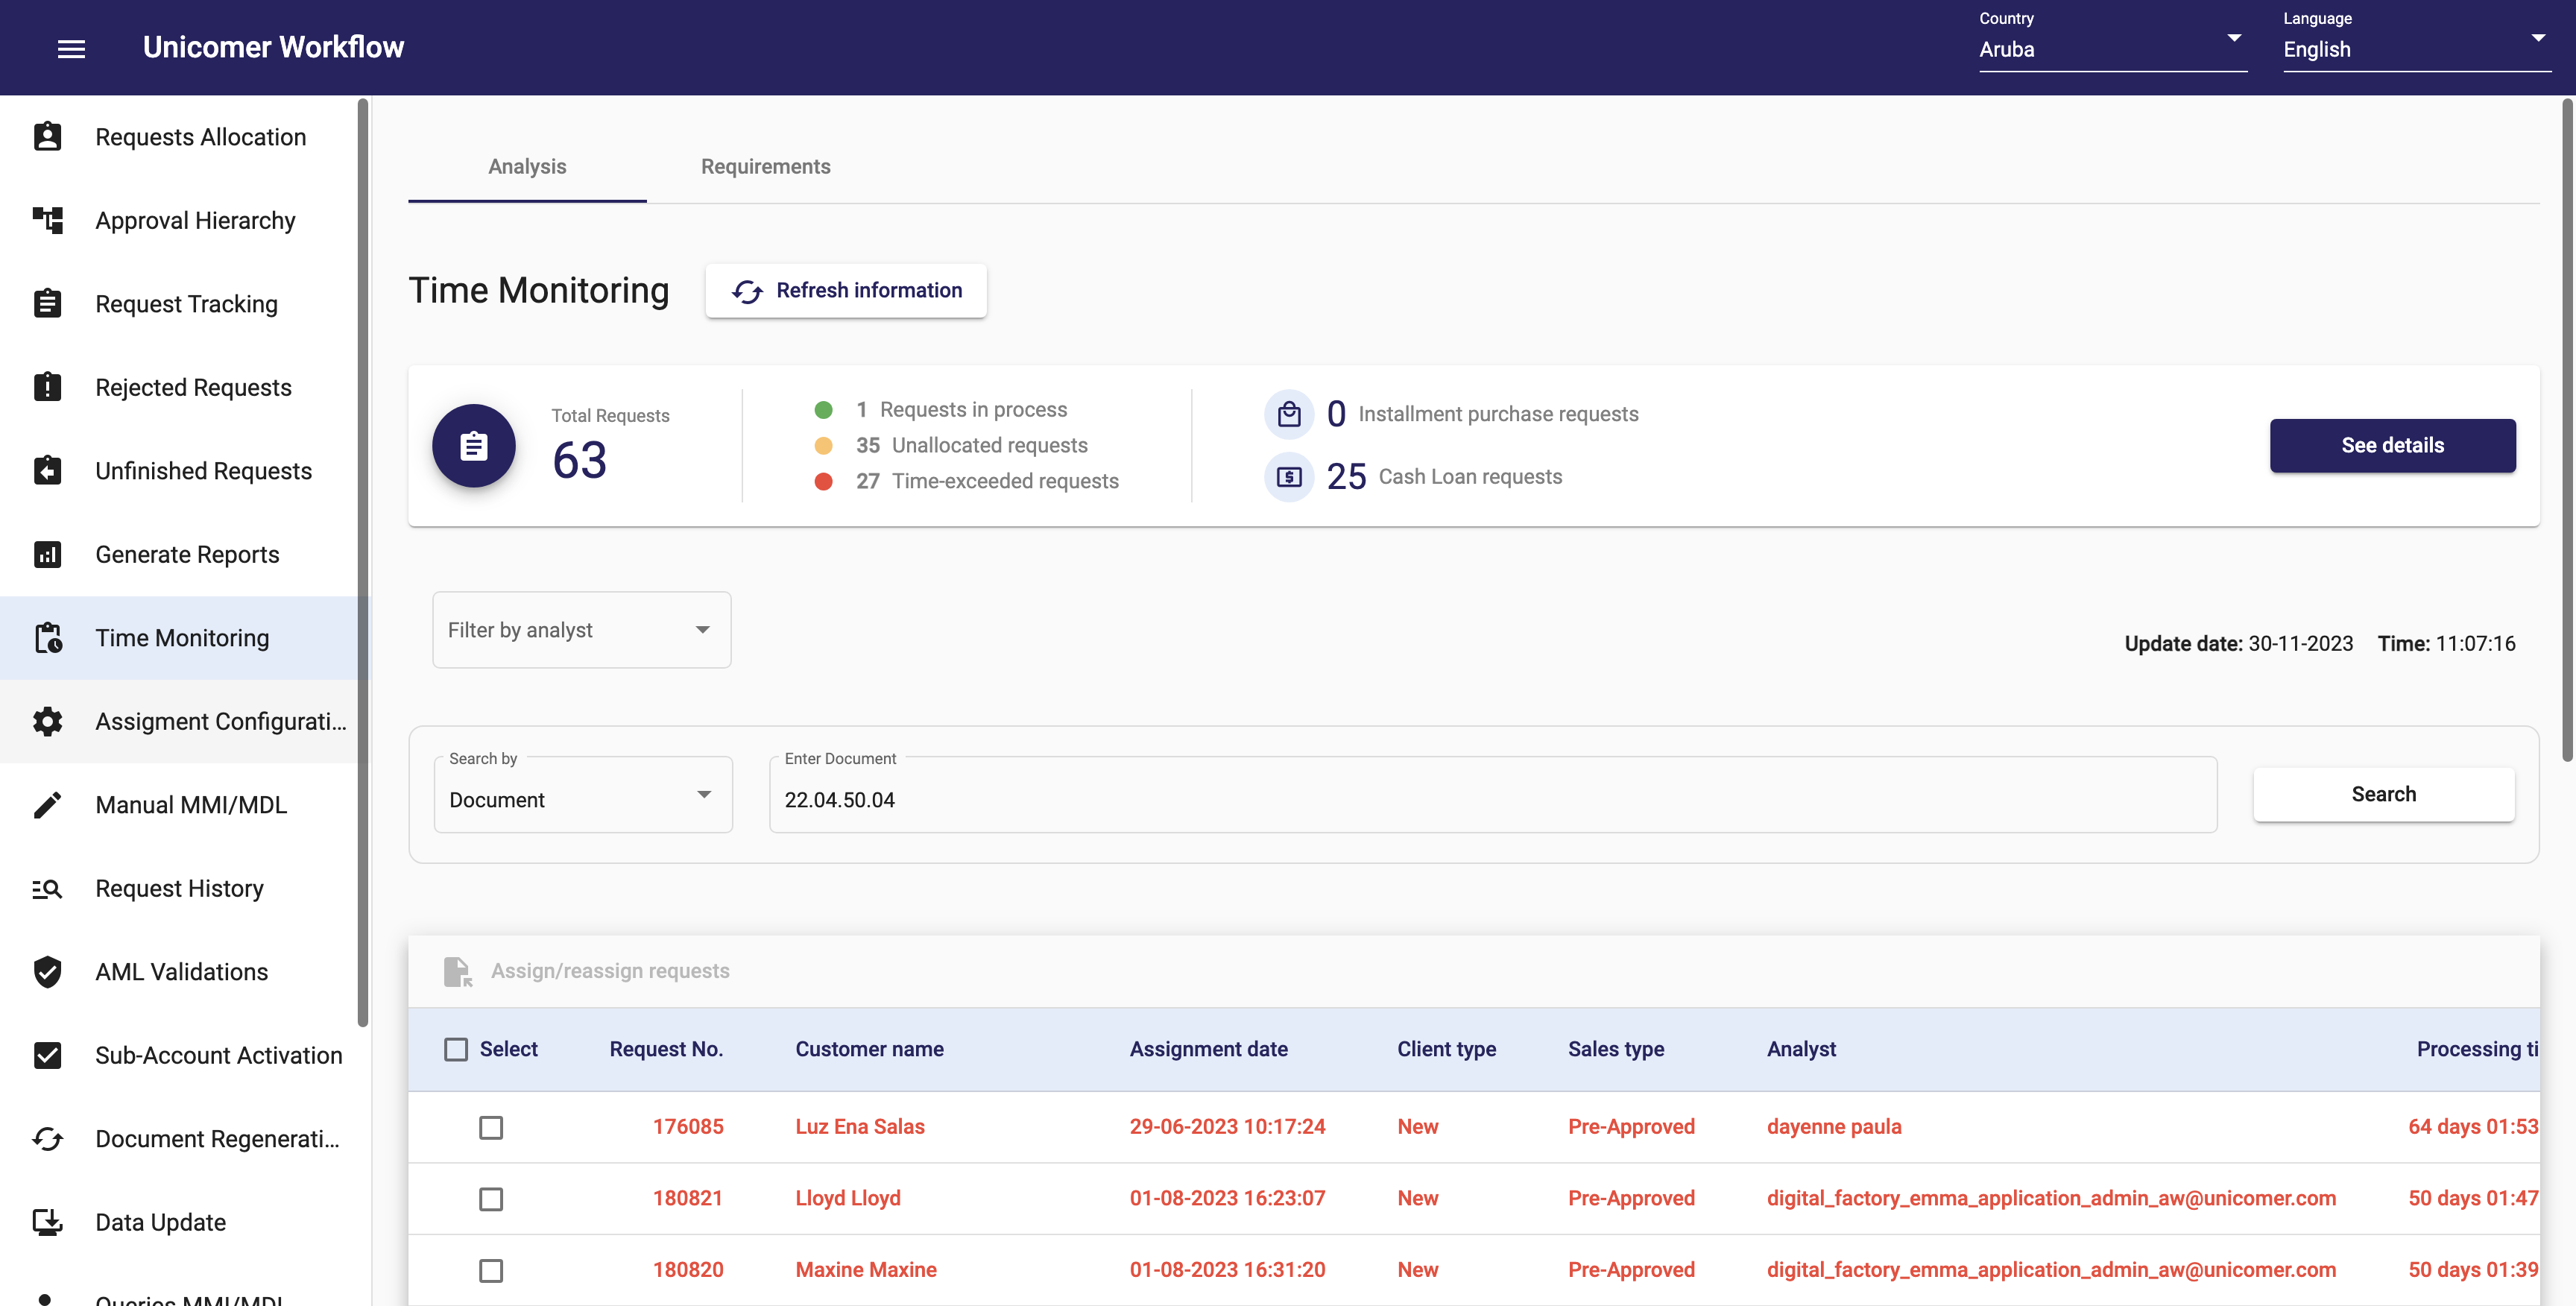 Unicomer Workflow
Country
Aruba
Language
English
Requests Allocation
Approval Hierarchy
Request Tracking
Rejected Requests
Unfinished Requests
Generate Reports
Time Monitoring
Assigment Configurati...
Manual MMI/MDL
Request History
AML Validations
Sub-Account Activation
Document Regenerati...
Data Update
Queries MMI/MDL
Analysis
Requirements
Time Monitoring
Refresh information
Total Requests
63
1 Requests in process
35 Unallocated requests
27 Time-exceeded requests
0 Installment purchase requests
25 Cash Loan requests
See details
Filter by analyst
Update date: 30-11-2023 Time: 11:07:16
Search by
Document
Enter Document
22.04.50.04
Search
Assign/reassign requests
Select Request No. Customer name Assignment date Client type Sales type Analyst Processing ti
176085 Luz Ena Salas 29-06-2023 10:17:24 New Pre-Approved dayenne paula 64 days 01:53
180821 Lloyd Lloyd 01-08-2023 16:23:07 New Pre-Approved digital_factory_emma_application_admin_aw@unicomer.com 50 days 01:47
180820 Maxine Maxine 01-08-2023 16:31:20 New Pre-Approved digital_factory_emma_application_admin_aw@unicomer.com 50 days 01:39